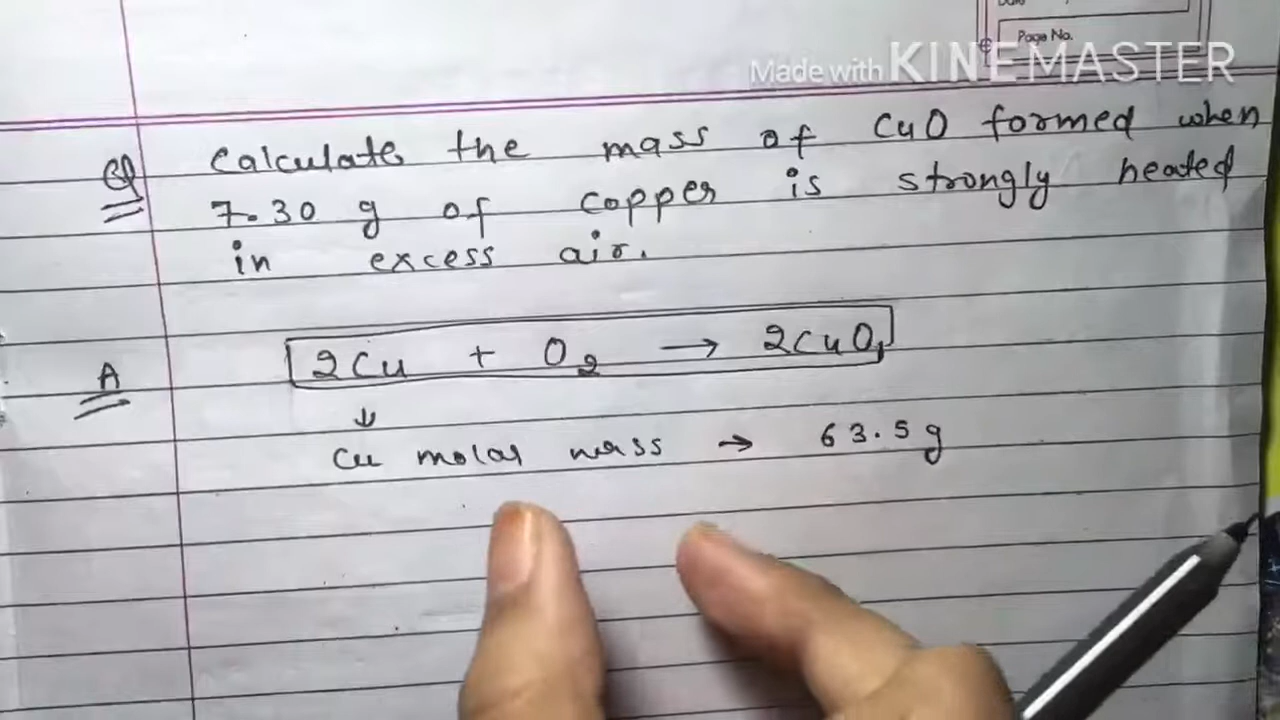 Page No.
Made with KINEMASTER
Q calculate the mass of CuO formed when
7.30 g of copper is strongly heated
in excess air.
A 2Cu + O₂ → 2CuO
↓
Cu molar mass → 63.5 g